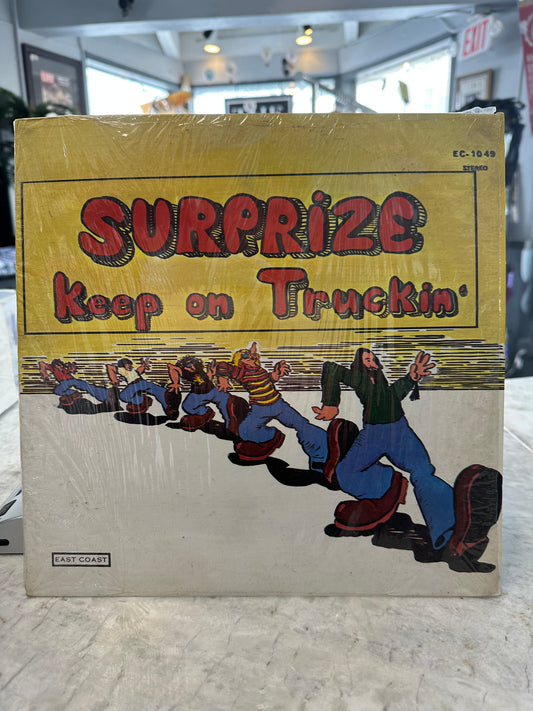 EXIT
EC-1049
STEREO
SURPRiZE
Keep on Truckin'
EAST COAST